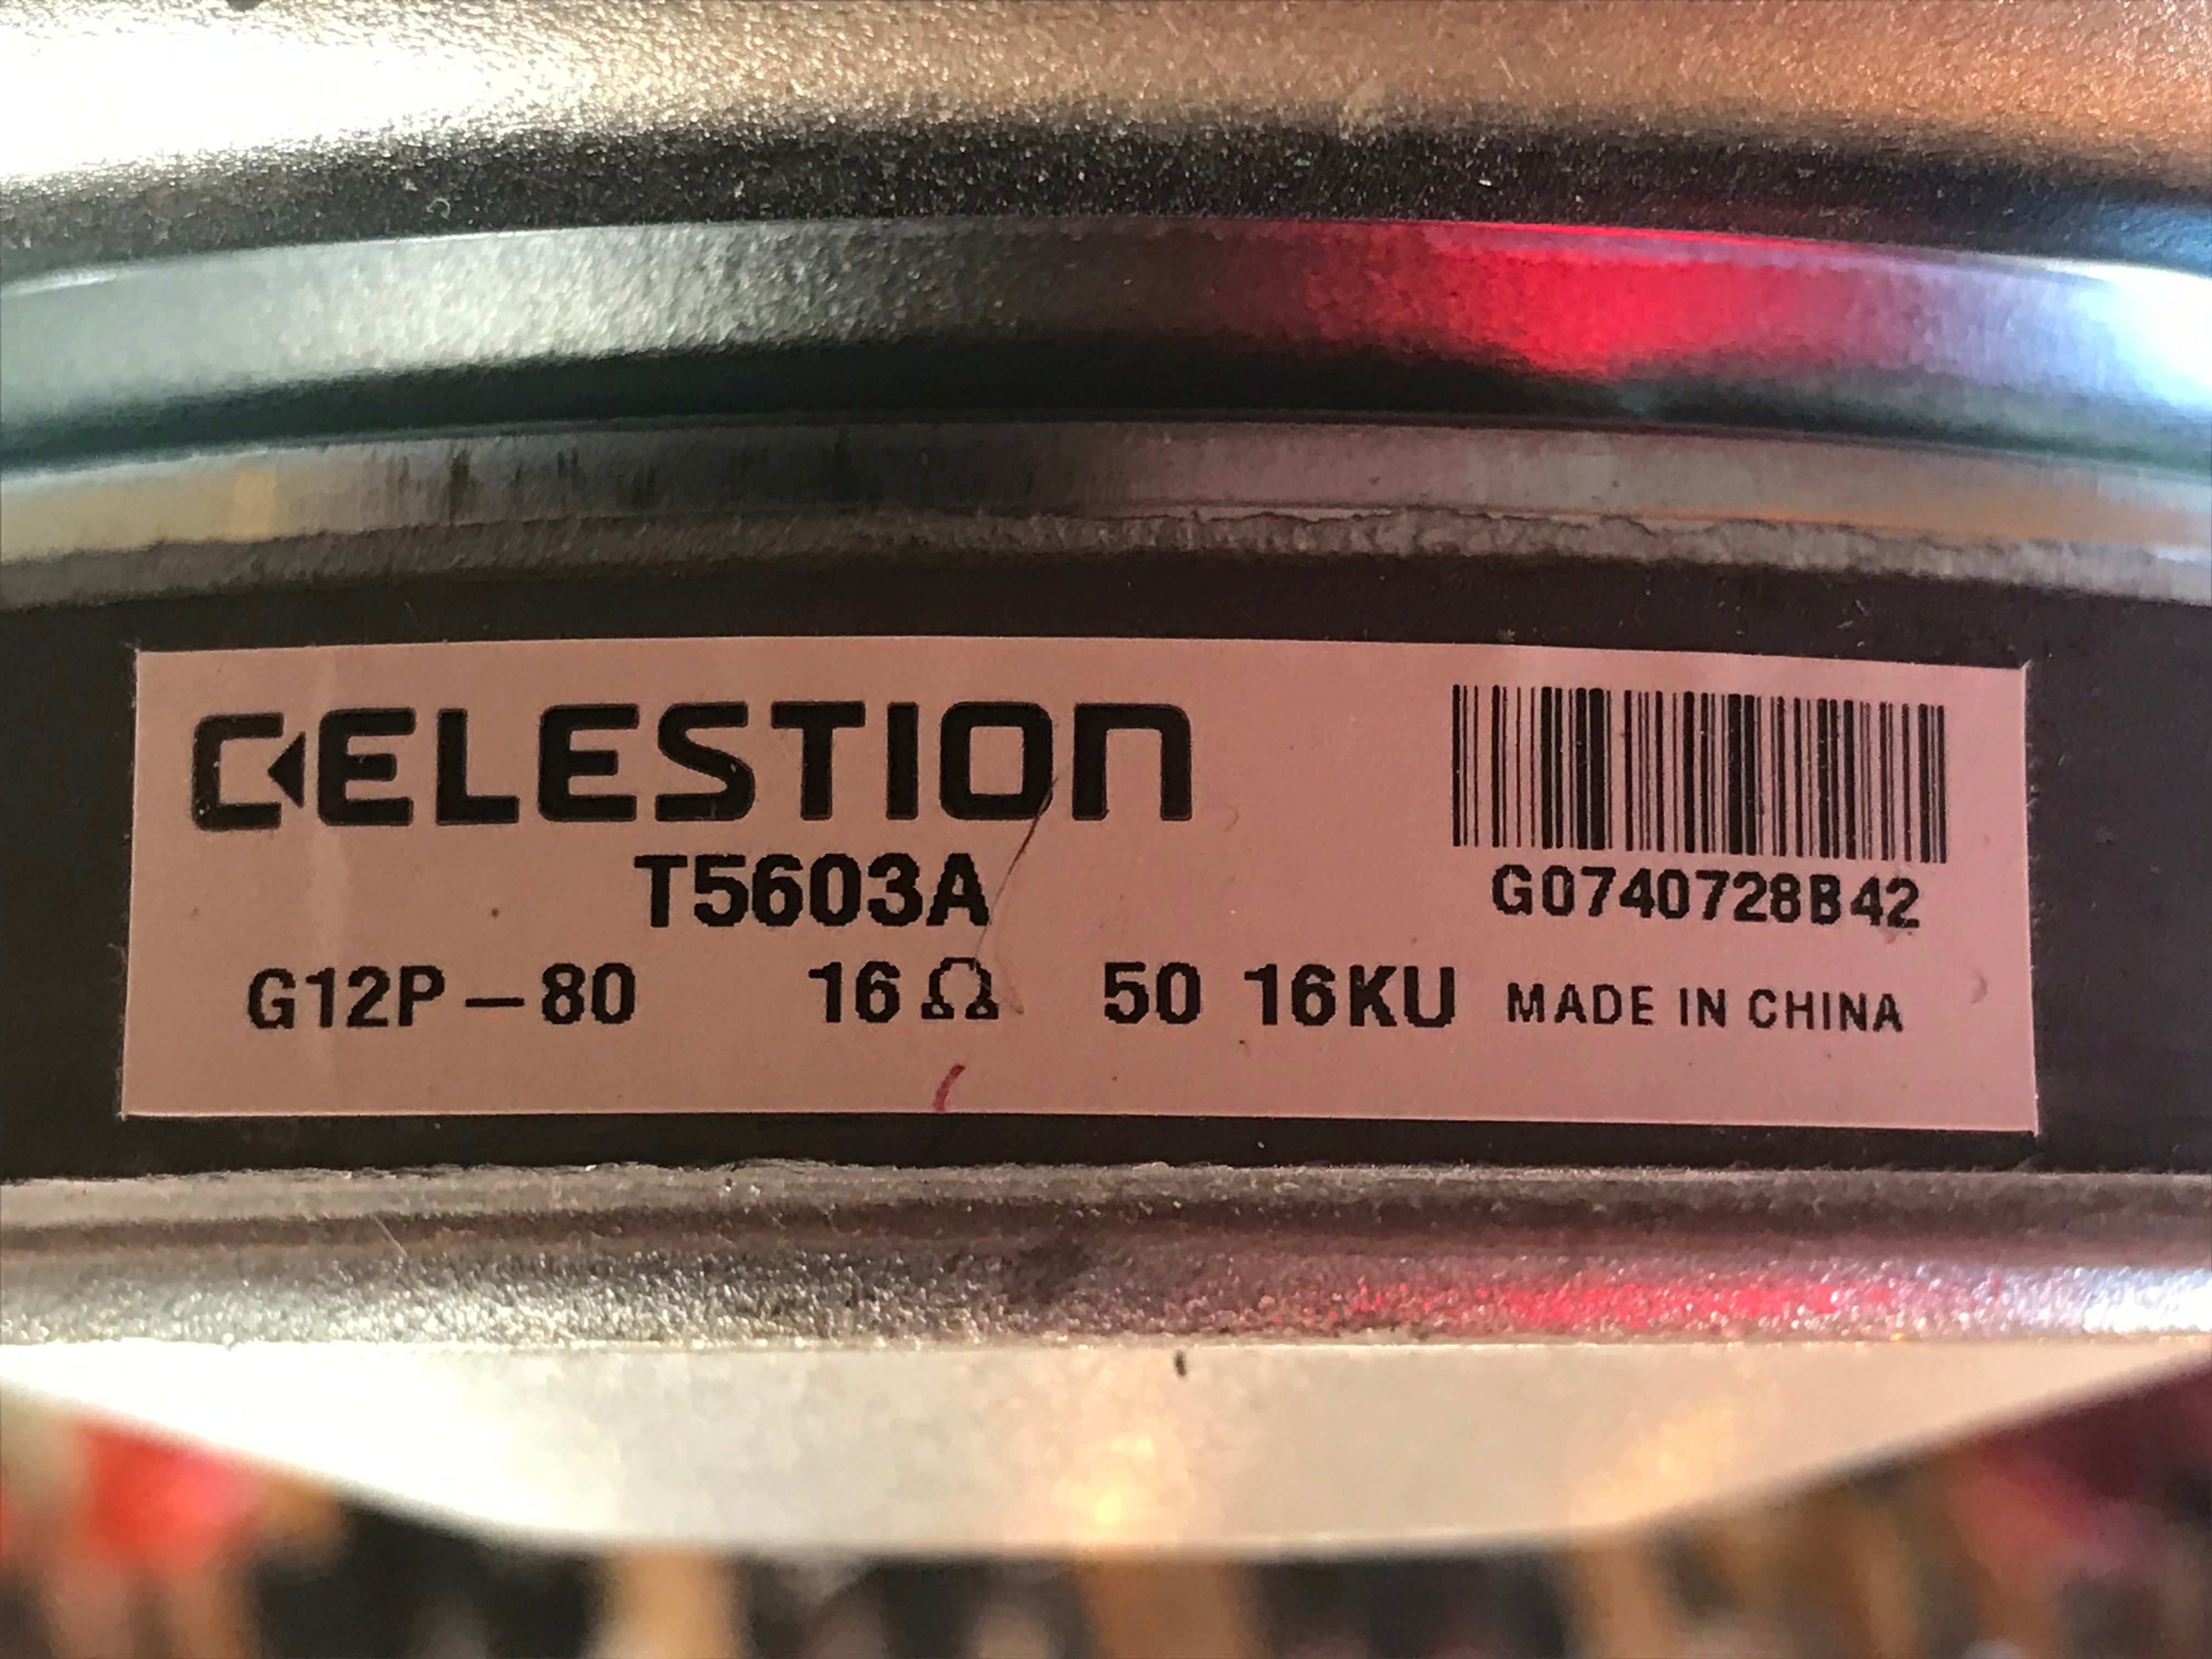 CELESTION
T5603A
G0740728B42
G12P-80 16Ω 50 16KU MADE IN CHINA